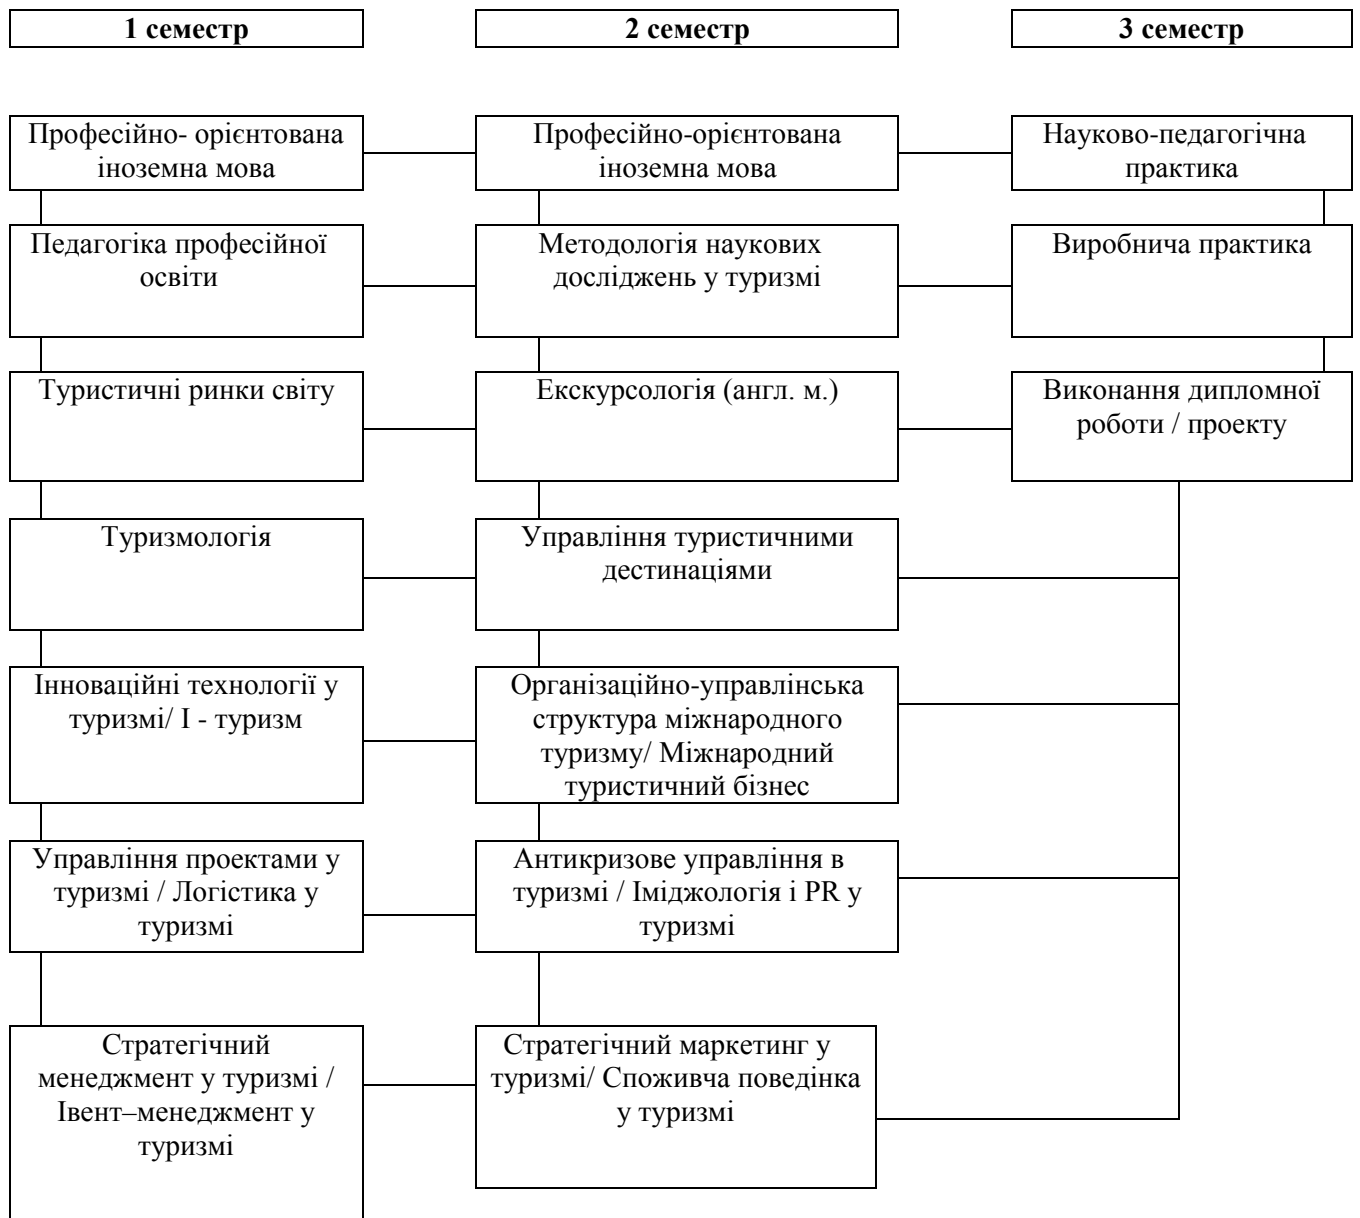 1 семестр
2 семестр
3 семестр
Професійно- орієнтована
іноземна мова
Професійно-орієнтована
іноземна мова
Науково-педагогічна
практика
Педагогіка професійної
освіти
Методологія наукових
досліджень у туризмі
Виробнича практика
Туристичні ринки світу
Екскурсологія (англ. м.)
Виконання дипломної
роботи / проекту
Туризмологія
Управління туристичними
дестинаціями
Інноваційні технології у
туризмі/ І - туризм
Організаційно-управлінська
структура міжнародного
туризму/ Міжнародний
туристичний бізнес
Управління проектами у
туризмі / Логістика у
туризмі
Антикризове управління в
туризмі / Іміджологія і PR у
туризмі
Стратегічний
менеджмент у туризмі /
Івент–менеджмент у
туризмі
Стратегічний маркетинг у
туризмі/ Споживча поведінка
у туризмі